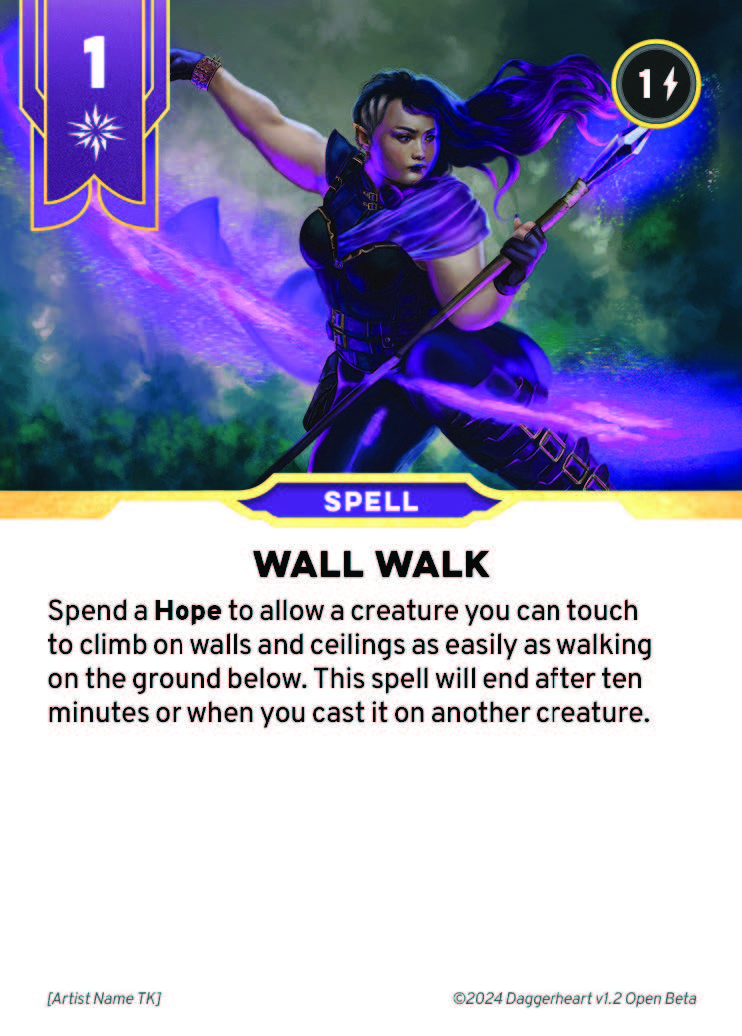 1
1
SPELL
WALL WALK
Spend a Hope to allow a creature you can touch
to climb on walls and ceilings as easily as walking
on the ground below. This spell will end after ten
minutes or when you cast it on another creature.
[Artist Name TK]
©2024 Daggerheart v1.2 Open Beta